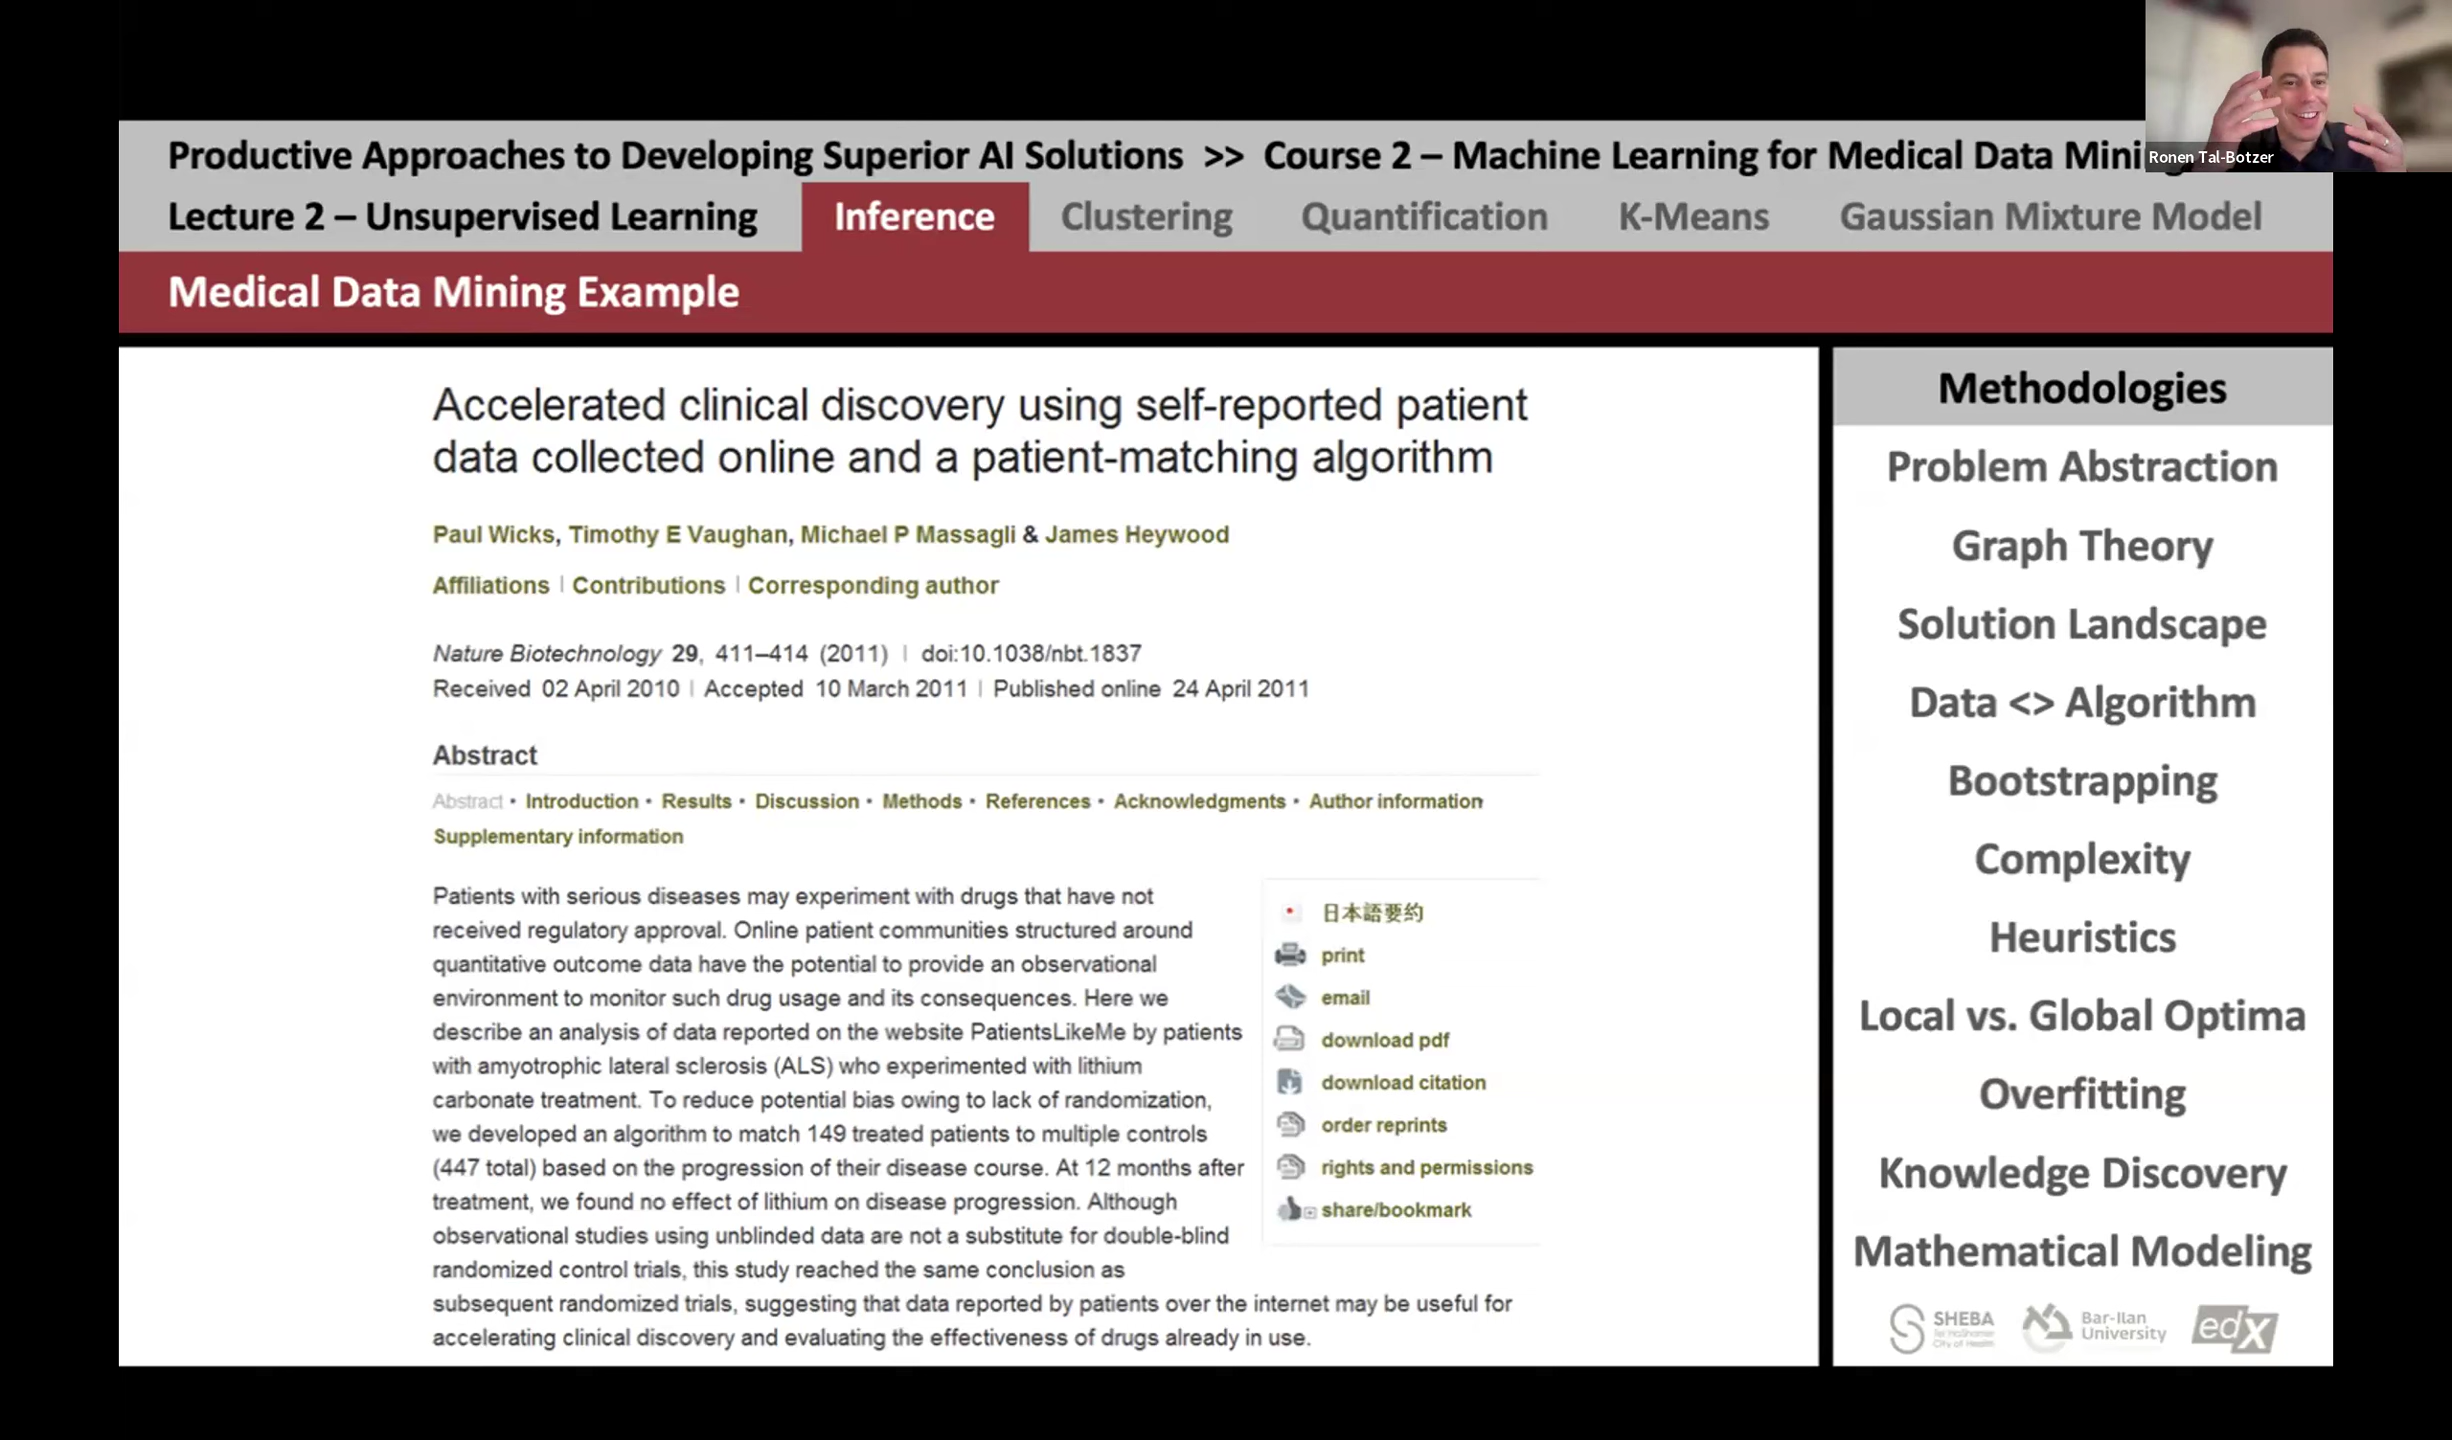 Productive Approaches to Developing Superior AI Solutions >> Course 2 – Machine Learning for Medical Data Mini
Ronen Tal-Botzer
Lecture 2 – Unsupervised Learning Inference Clustering Quantification K-Means Gaussian Mixture Model
Medical Data Mining Example
Accelerated clinical discovery using self-reported patient
data collected online and a patient-matching algorithm
Paul Wicks, Timothy E Vaughan, Michael P Massagli & James Heywood
Affiliations | Contributions | Corresponding author
Nature Biotechnology 29, 411–414 (2011) | doi:10.1038/nbt.1837
Received 02 April 2010 | Accepted 10 March 2011 | Published online 24 April 2011
Abstract
Abstract • Introduction • Results • Discussion • Methods • References • Acknowledgments • Author information
Supplementary information
Patients with serious diseases may experiment with drugs that have not
received regulatory approval. Online patient communities structured around
quantitative outcome data have the potential to provide an observational
environment to monitor such drug usage and its consequences. Here we
describe an analysis of data reported on the website PatientsLikeMe by patients
with amyotrophic lateral sclerosis (ALS) who experimented with lithium
carbonate treatment. To reduce potential bias owing to lack of randomization,
we developed an algorithm to match 149 treated patients to multiple controls
(447 total) based on the progression of their disease course. At 12 months after
treatment, we found no effect of lithium on disease progression. Although
observational studies using unblinded data are not a substitute for double-blind
randomized control trials, this study reached the same conclusion as
subsequent randomized trials, suggesting that data reported by patients over the internet may be useful for
accelerating clinical discovery and evaluating the effectiveness of drugs already in use.
日本語要約
print
email
download pdf
download citation
order reprints
rights and permissions
share/bookmark
Methodologies
Problem Abstraction
Graph Theory
Solution Landscape
Data <> Algorithm
Bootstrapping
Complexity
Heuristics
Local vs. Global Optima
Overfitting
Knowledge Discovery
Mathematical Modeling
SHEBA
Tel HaShomer
City of Health
Bar-Ilan
University
edX